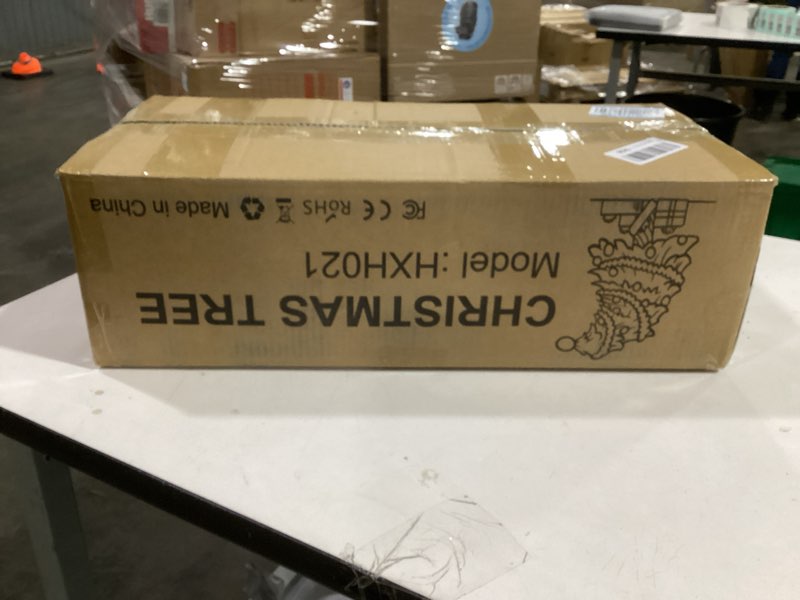 CHRISTMAS TREE
Model:HXH021
FC CE RoHS Made in China